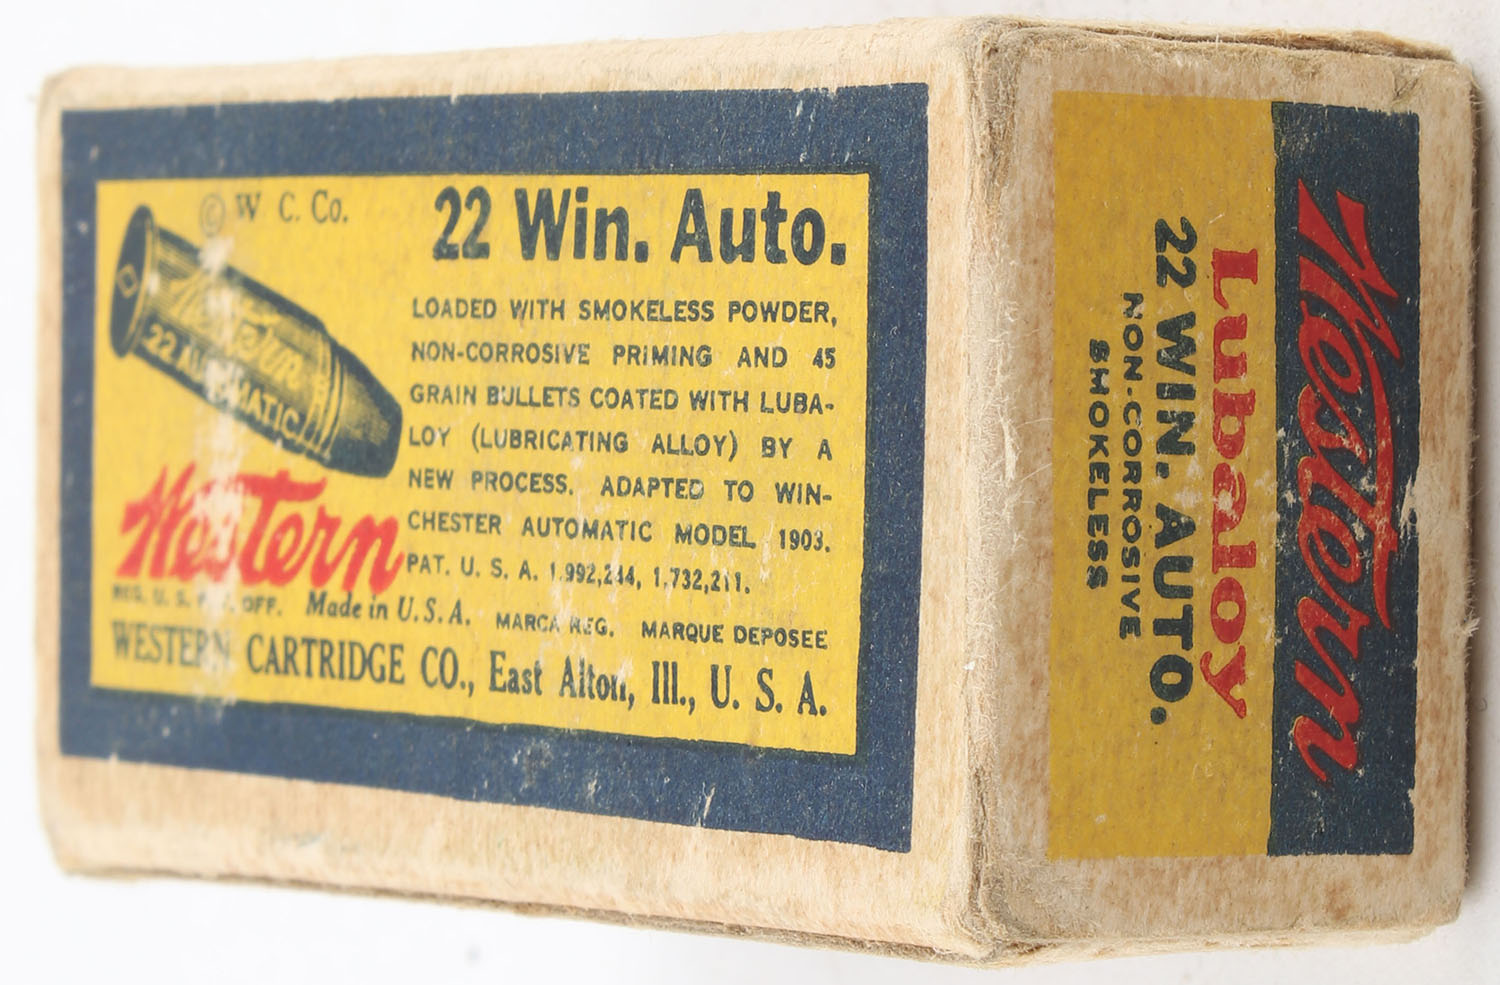 © W. C. Co.
Western
22 AUTOMATIC
22 Win. Auto.
LOADED WITH SMOKELESS POWDER,
NON-CORROSIVE PRIMING AND 45
GRAIN BULLETS COATED WITH LUBA-
LOY (LUBRICATING ALLOY) BY A
NEW PROCESS. ADAPTED TO WIN-
CHESTER AUTOMATIC MODEL 1903.
PAT. U. S. A. 1,992,244, 1,732,211.
Western
REG. U. S. OFF. Made in U. S. A. MARCA REG. MARQUE DEPOSEE
WESTERN CARTRIDGE CO., East Alton, Ill., U. S. A.
Western
Lubaloy
22 WIN. AUTO.
NON-CORROSIVE
SMOKELESS